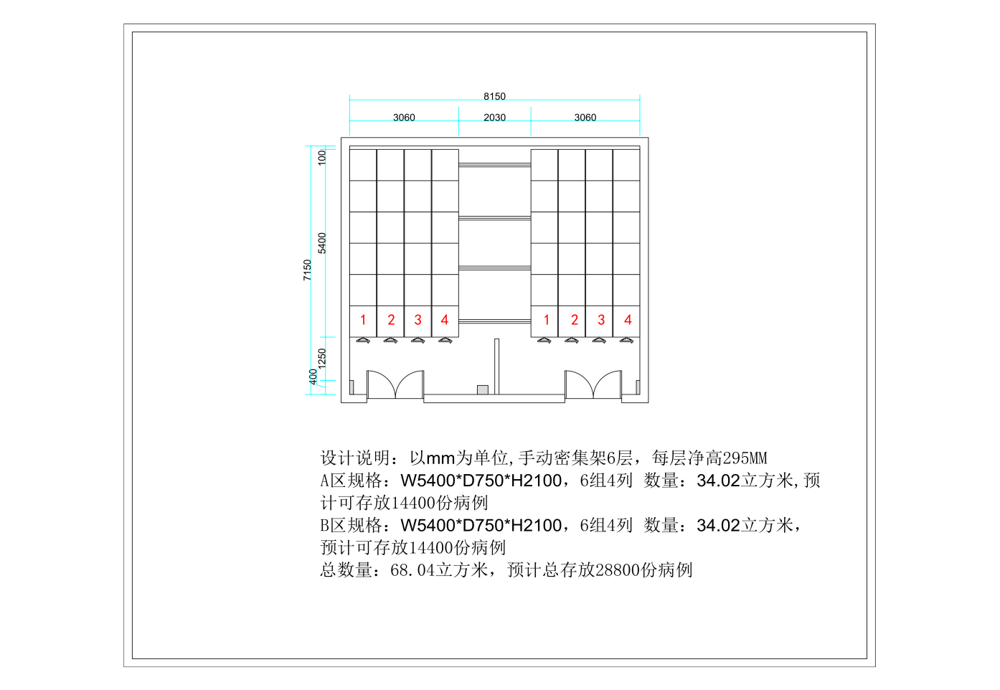 8150
3060 2030 3060
100
5400
7150
1 2 3 4 1 2 3 4
1250
400
设计说明：以mm为单位,手动密集架6层，每层净高295MM
A区规格：W5400*D750*H2100，6组4列 数量：34.02立方米,预
计可存放14400份病例
B区规格：W5400*D750*H2100，6组4列 数量：34.02立方米，
预计可存放14400份病例
总数量：68.04立方米，预计总存放28800份病例